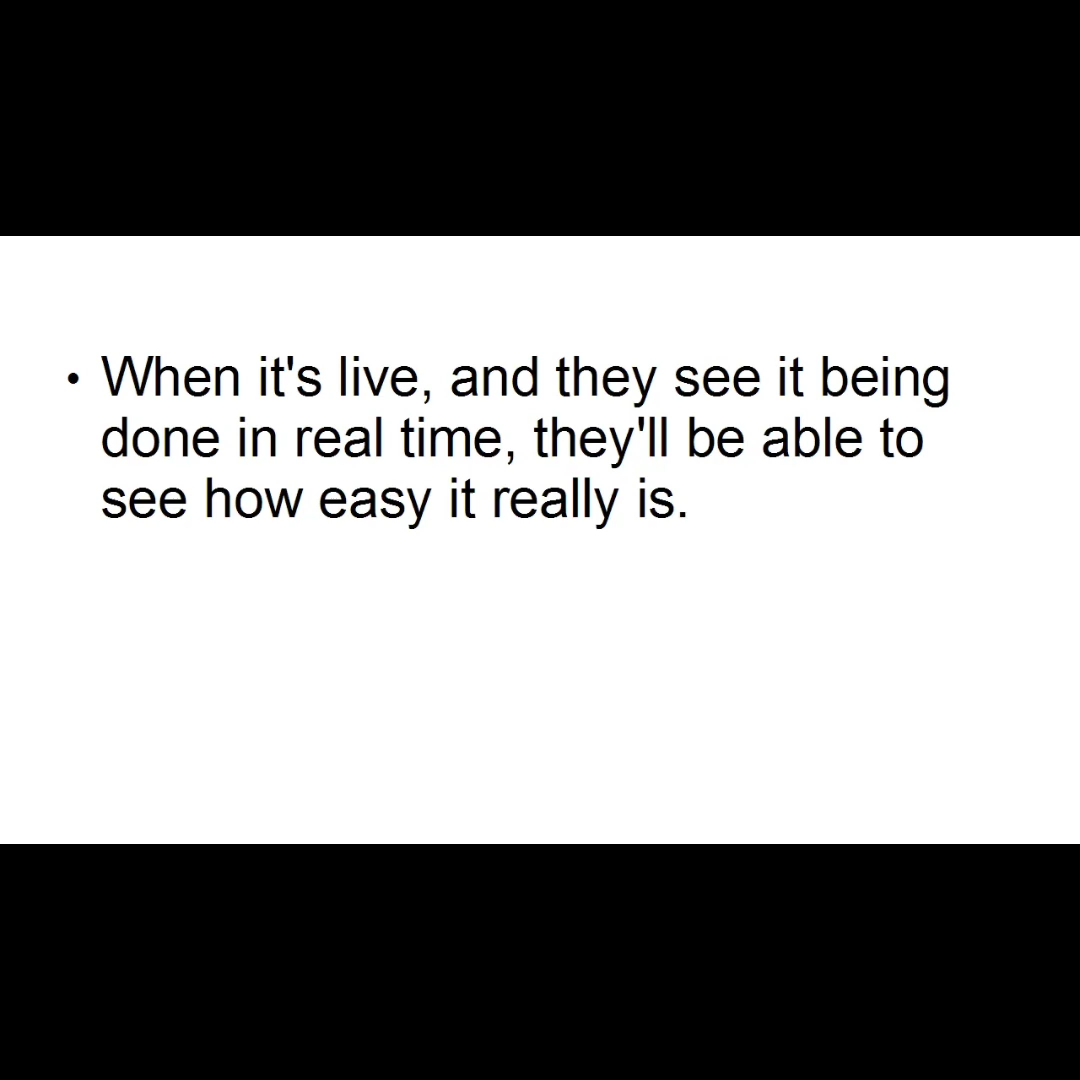 • When it's live, and they see it being
done in real time, they'll be able to
see how easy it really is.